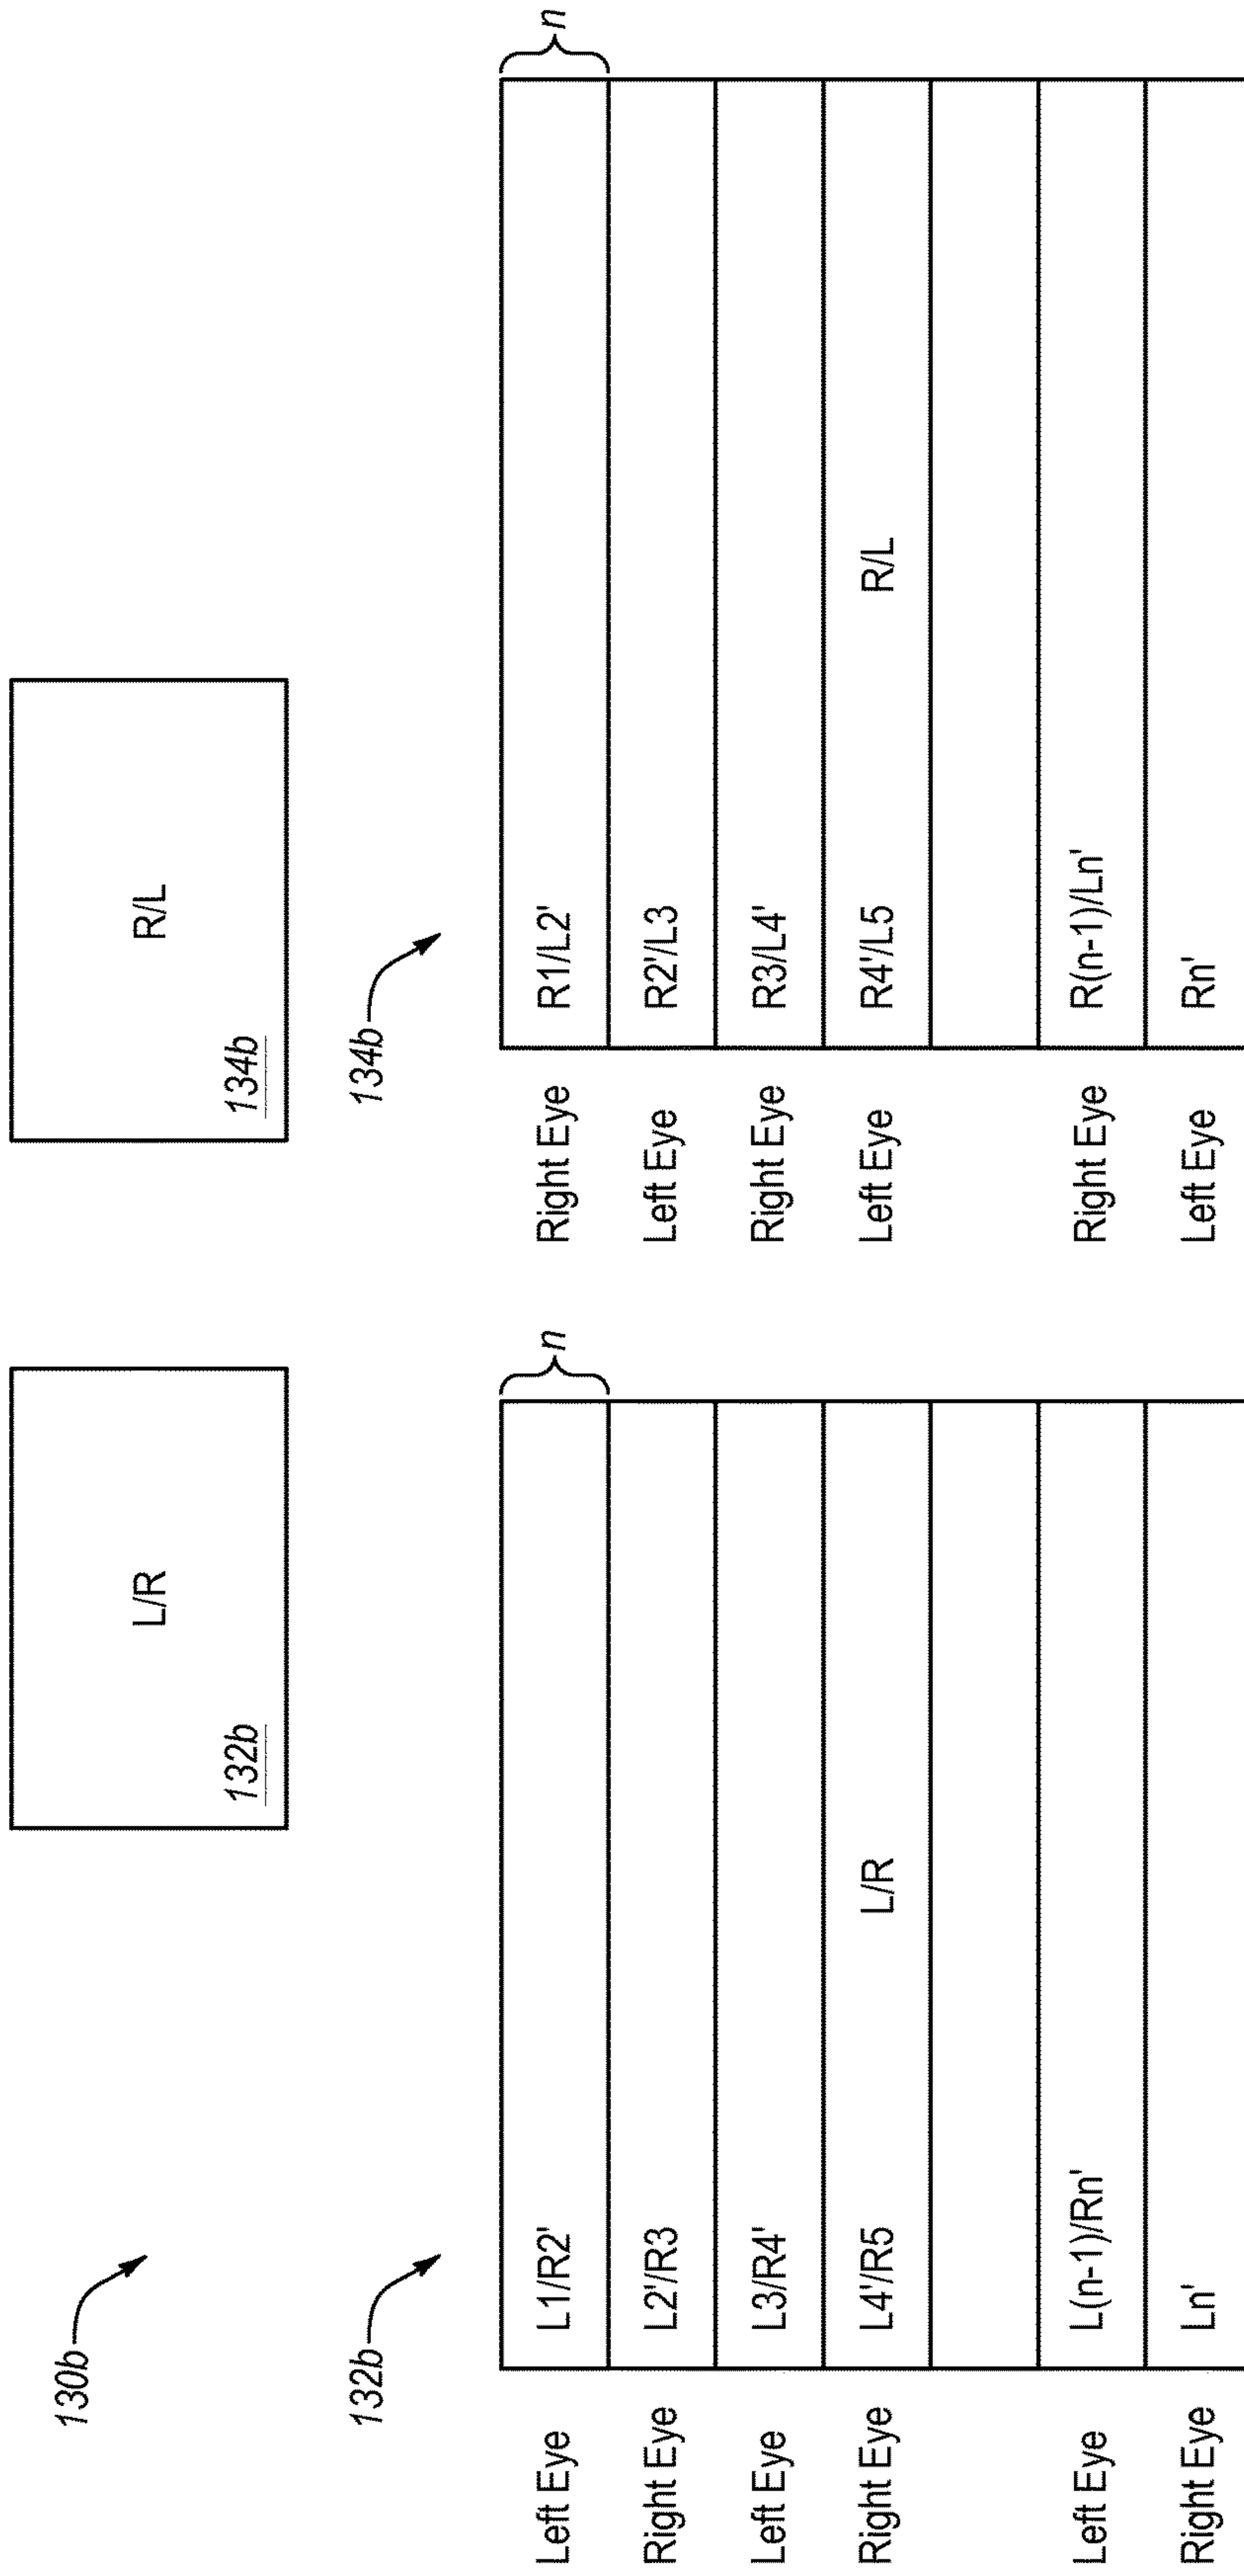 130b
L/R
132b
R/L
134b
132b
n
Left Eye L1/R2'
Right Eye L2'/R3
Left Eye L3/R4'
Right Eye L4'/R5 L/R
Left Eye L(n-1)/Rn'
Right Eye Ln'
134b
n
Right Eye R1/L2'
Left Eye R2'/L3
Right Eye R3/L4'
Left Eye R4'/L5 R/L
Right Eye R(n-1)/Ln'
Left Eye Rn'